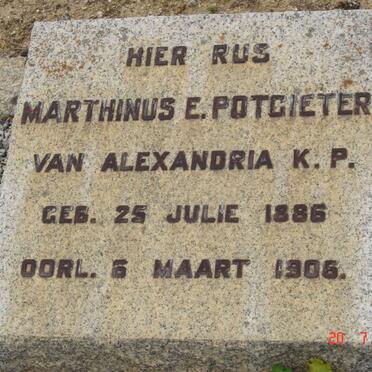 HIER RUS
MARTHINUS E. POTGIETER
VAN ALEXANDRIA K. P.
GEB. 25 JULIE 1886
OORL. 6 MAART 1906.
20 7